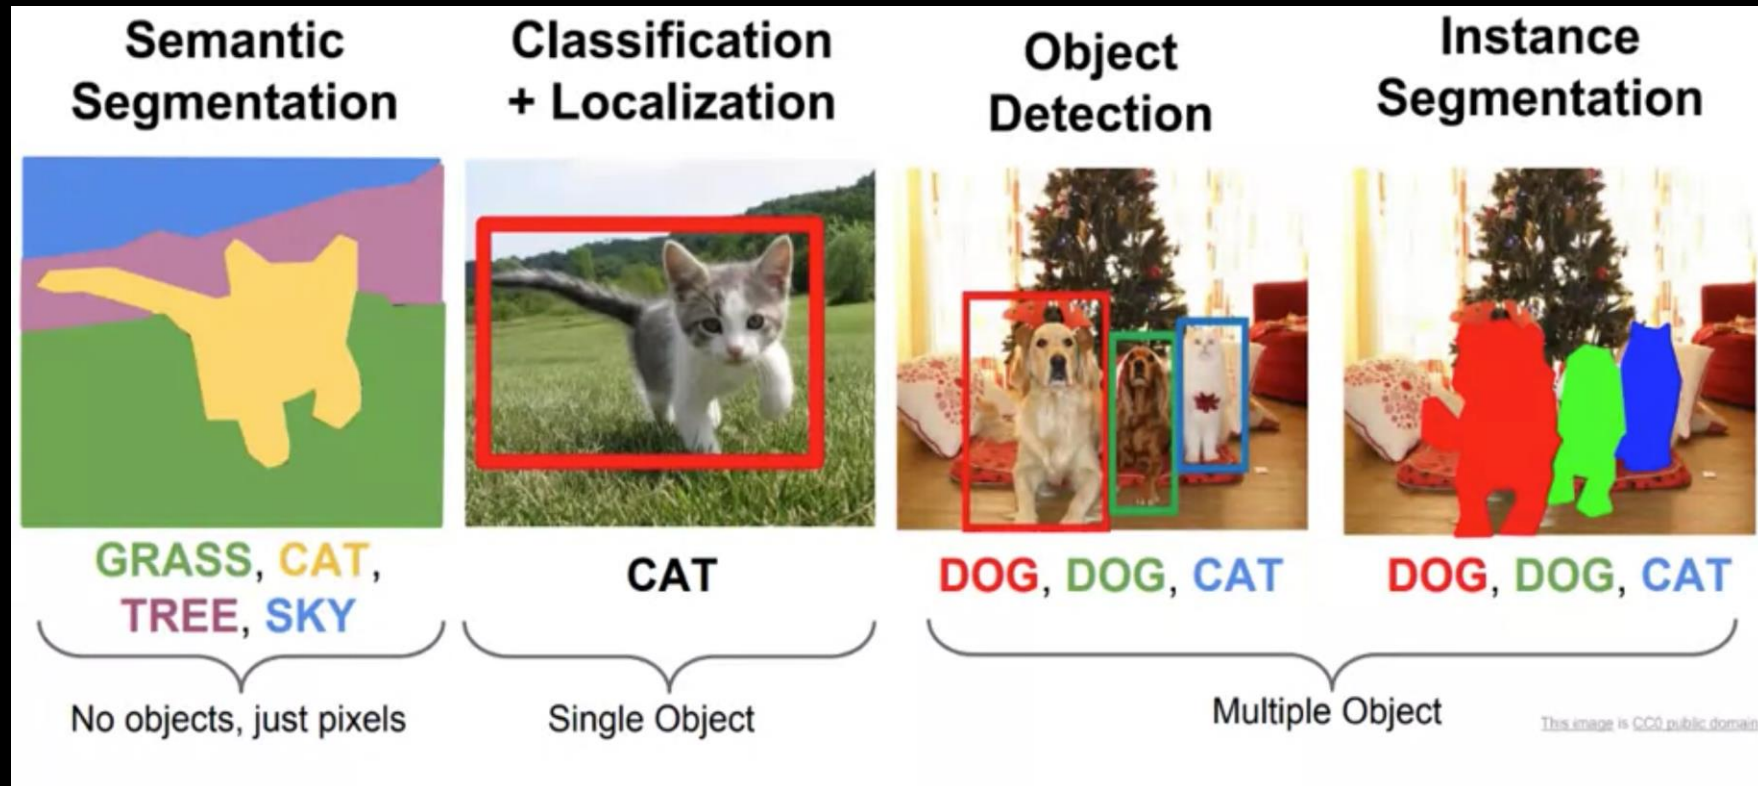 Semantic
Segmentation
Classification
+ Localization
Object
Detection
Instance
Segmentation
GRASS, CAT,
TREE, SKY
CAT
DOG, DOG, CAT
DOG, DOG, CAT
No objects, just pixels
Single Object
Multiple Object
This image is CC0 public domain